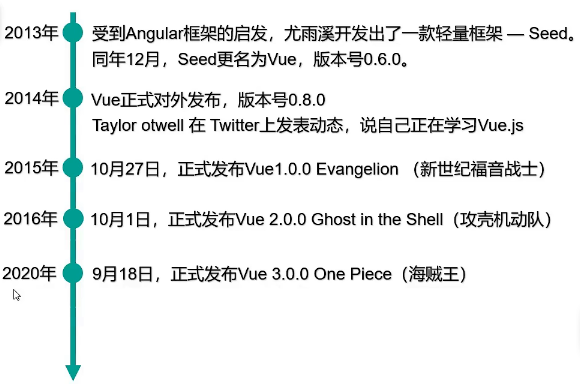 2013年 受到Angular框架的启发，尤雨溪开发出了一款轻量框架 — Seed。
同年12月，Seed更名为Vue，版本号0.6.0。
2014年 Vue正式对外发布，版本号0.8.0
Taylor otwell 在 Twitter上发表动态，说自己正在学习Vue.js
2015年 10月27日，正式发布Vue1.0.0 Evangelion （新世纪福音战士）
2016年 10月1日，正式发布Vue 2.0.0 Ghost in the Shell（攻壳机动队）
2020年 9月18日，正式发布Vue 3.0.0 One Piece（海贼王）